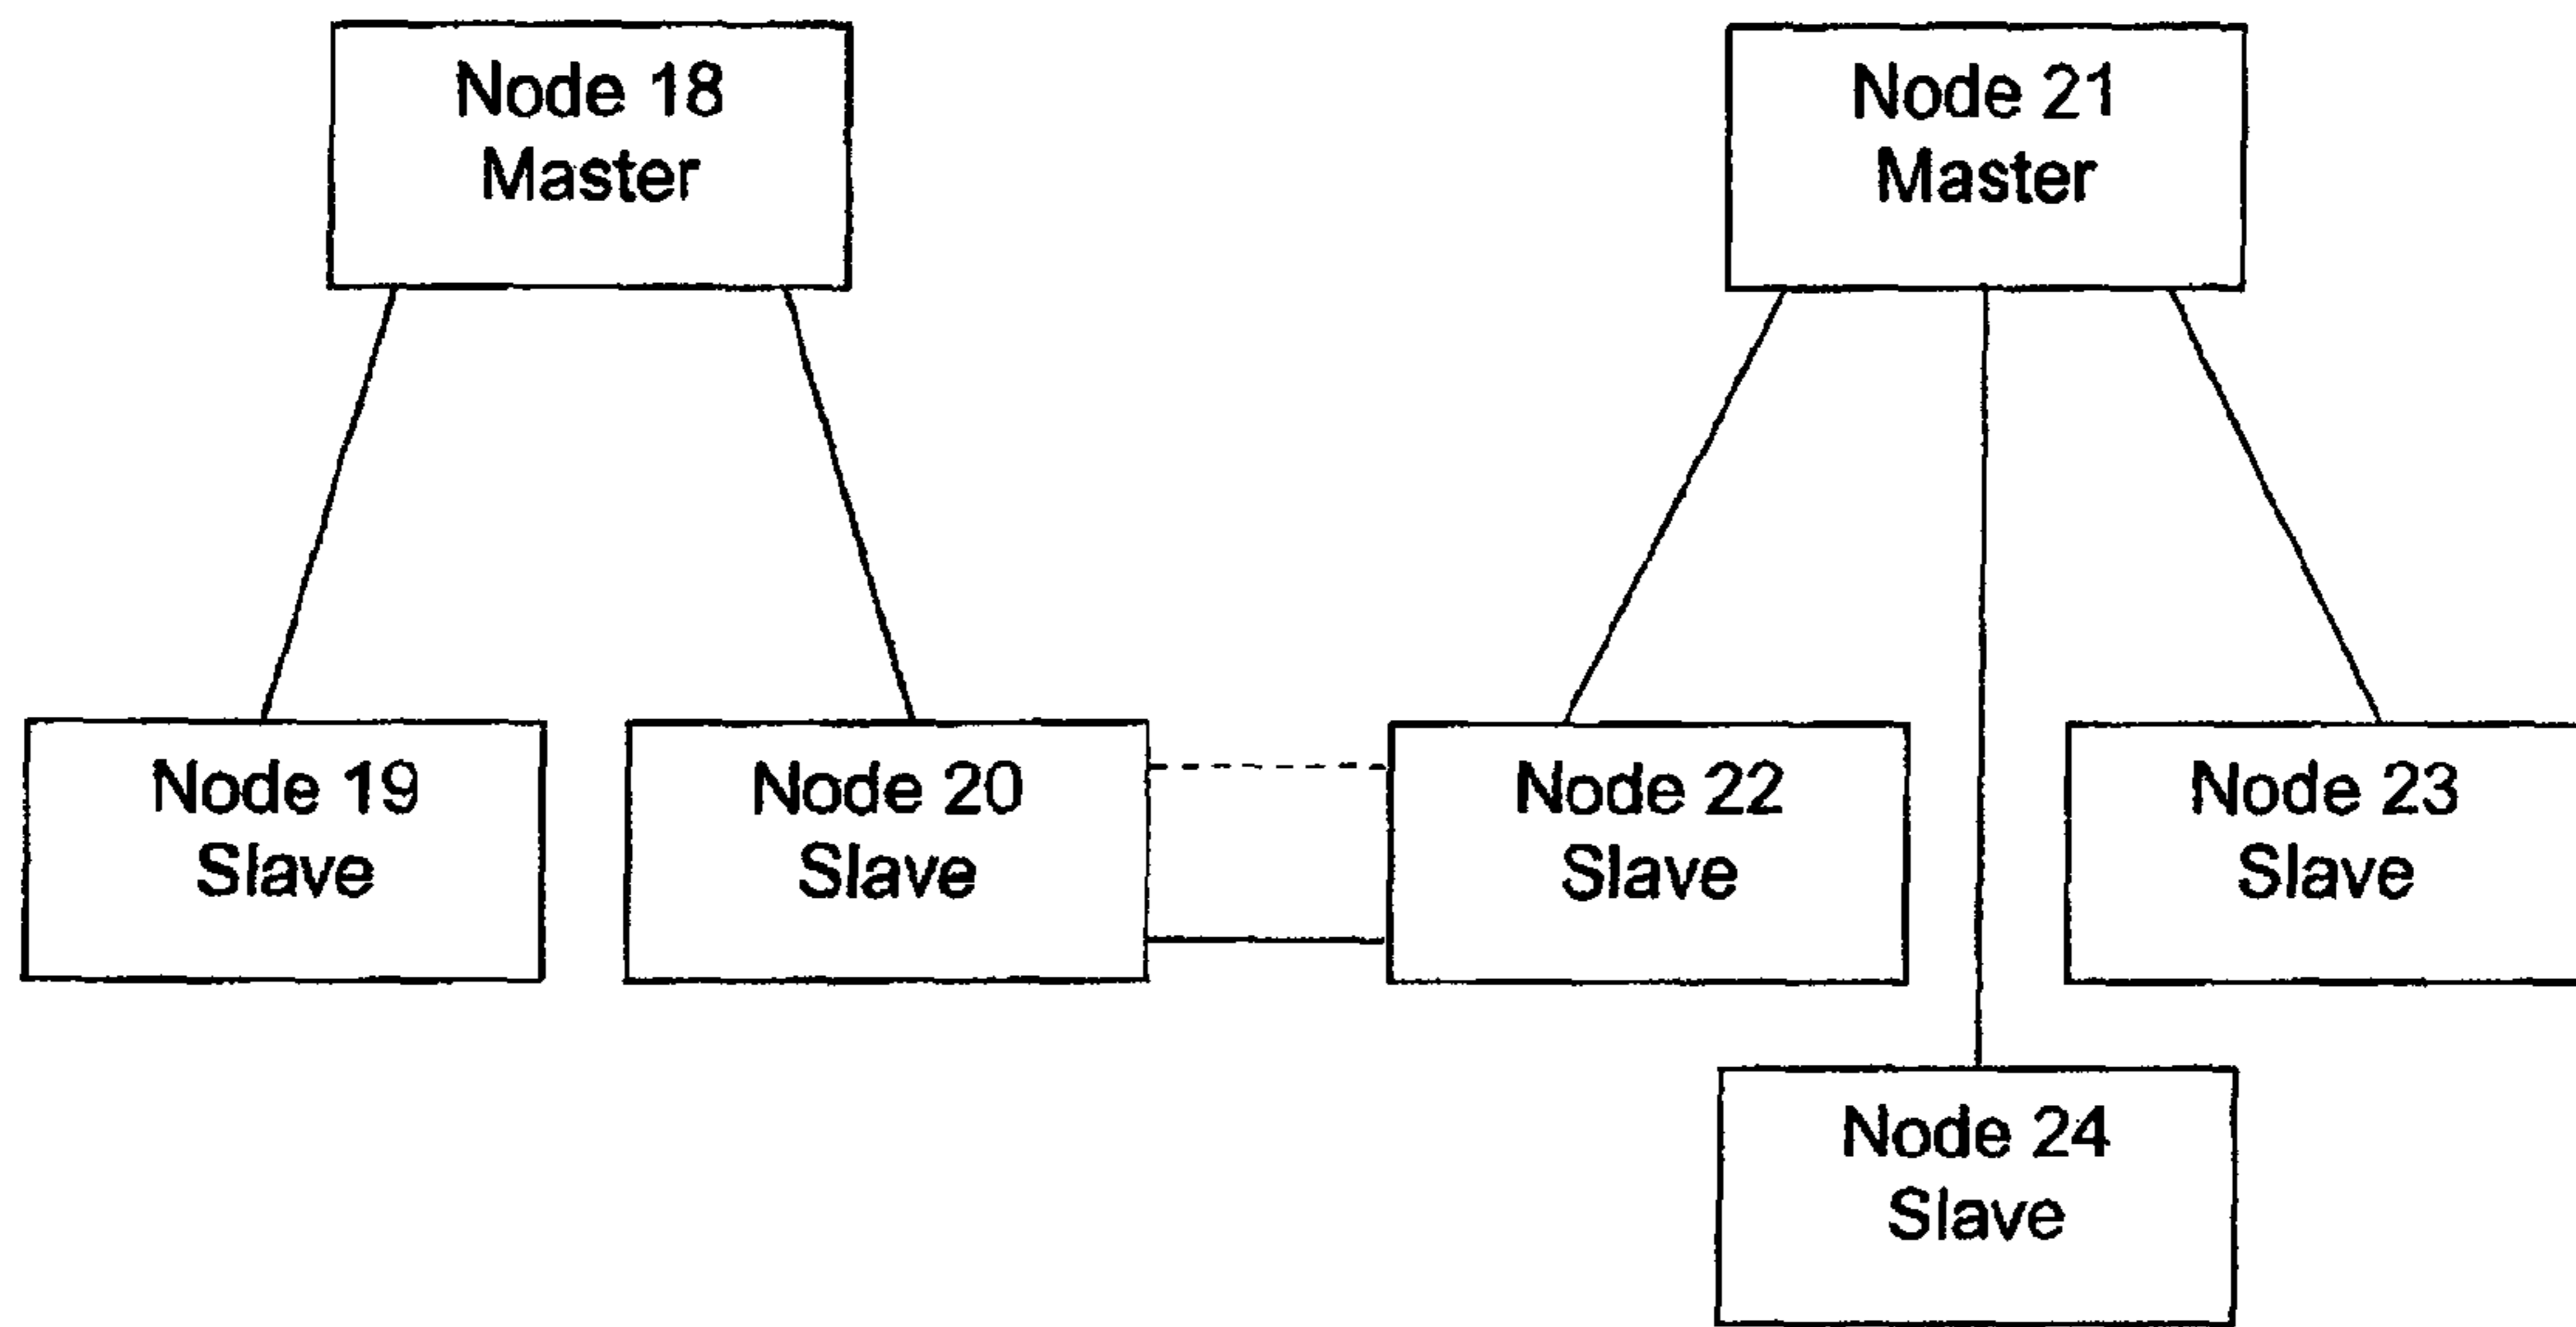 Node 18
Master
Node 21
Master
Node 19
Slave
Node 20
Slave
Node 22
Slave
Node 23
Slave
Node 24
Slave